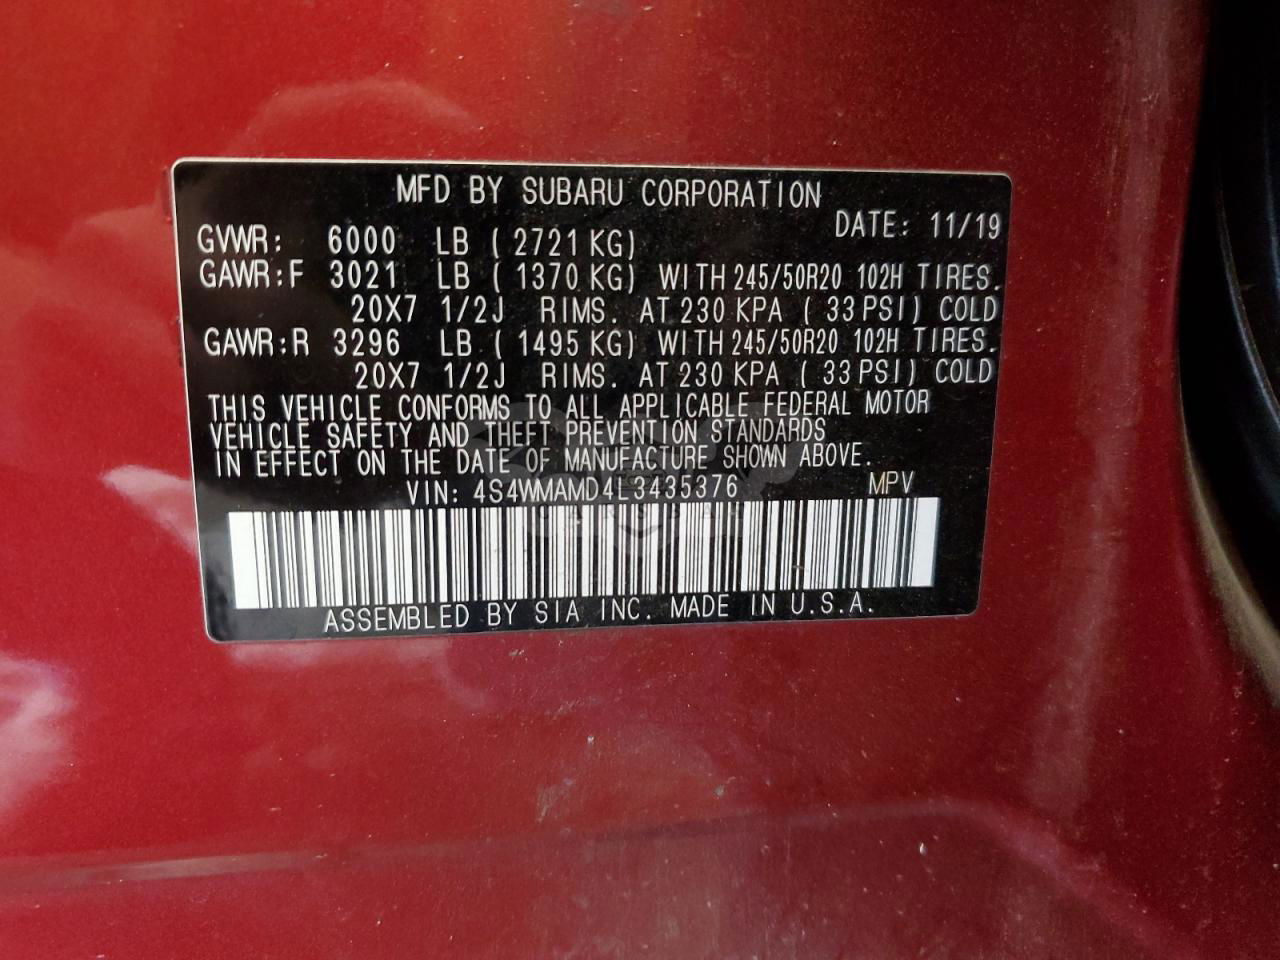 MFD BY SUBARU CORPORATION
DATE: 11/19
GVWR: 6000 LB ( 2721 KG)
GAWR:F 3021 LB ( 1370 KG) WITH 245/50R20 102H TIRES.
20X7 1/2J RIMS. AT 230 KPA ( 33 PSI) COLD
GAWR:R 3296 LB ( 1495 KG) WITH 245/50R20 102H TIRES.
20X7 1/2J RIMS. AT 230 KPA ( 33 PSI) COLD
THIS VEHICLE CONFORMS TO ALL APPLICABLE FEDERAL MOTOR
VEHICLE SAFETY AND THEFT PREVENTION STANDARDS
IN EFFECT ON THE DATE OF MANUFACTURE SHOWN ABOVE.
VIN: 4S4WMAMD4L3435376 MPV
ASSEMBLED BY SIA INC. MADE IN U.S.A.